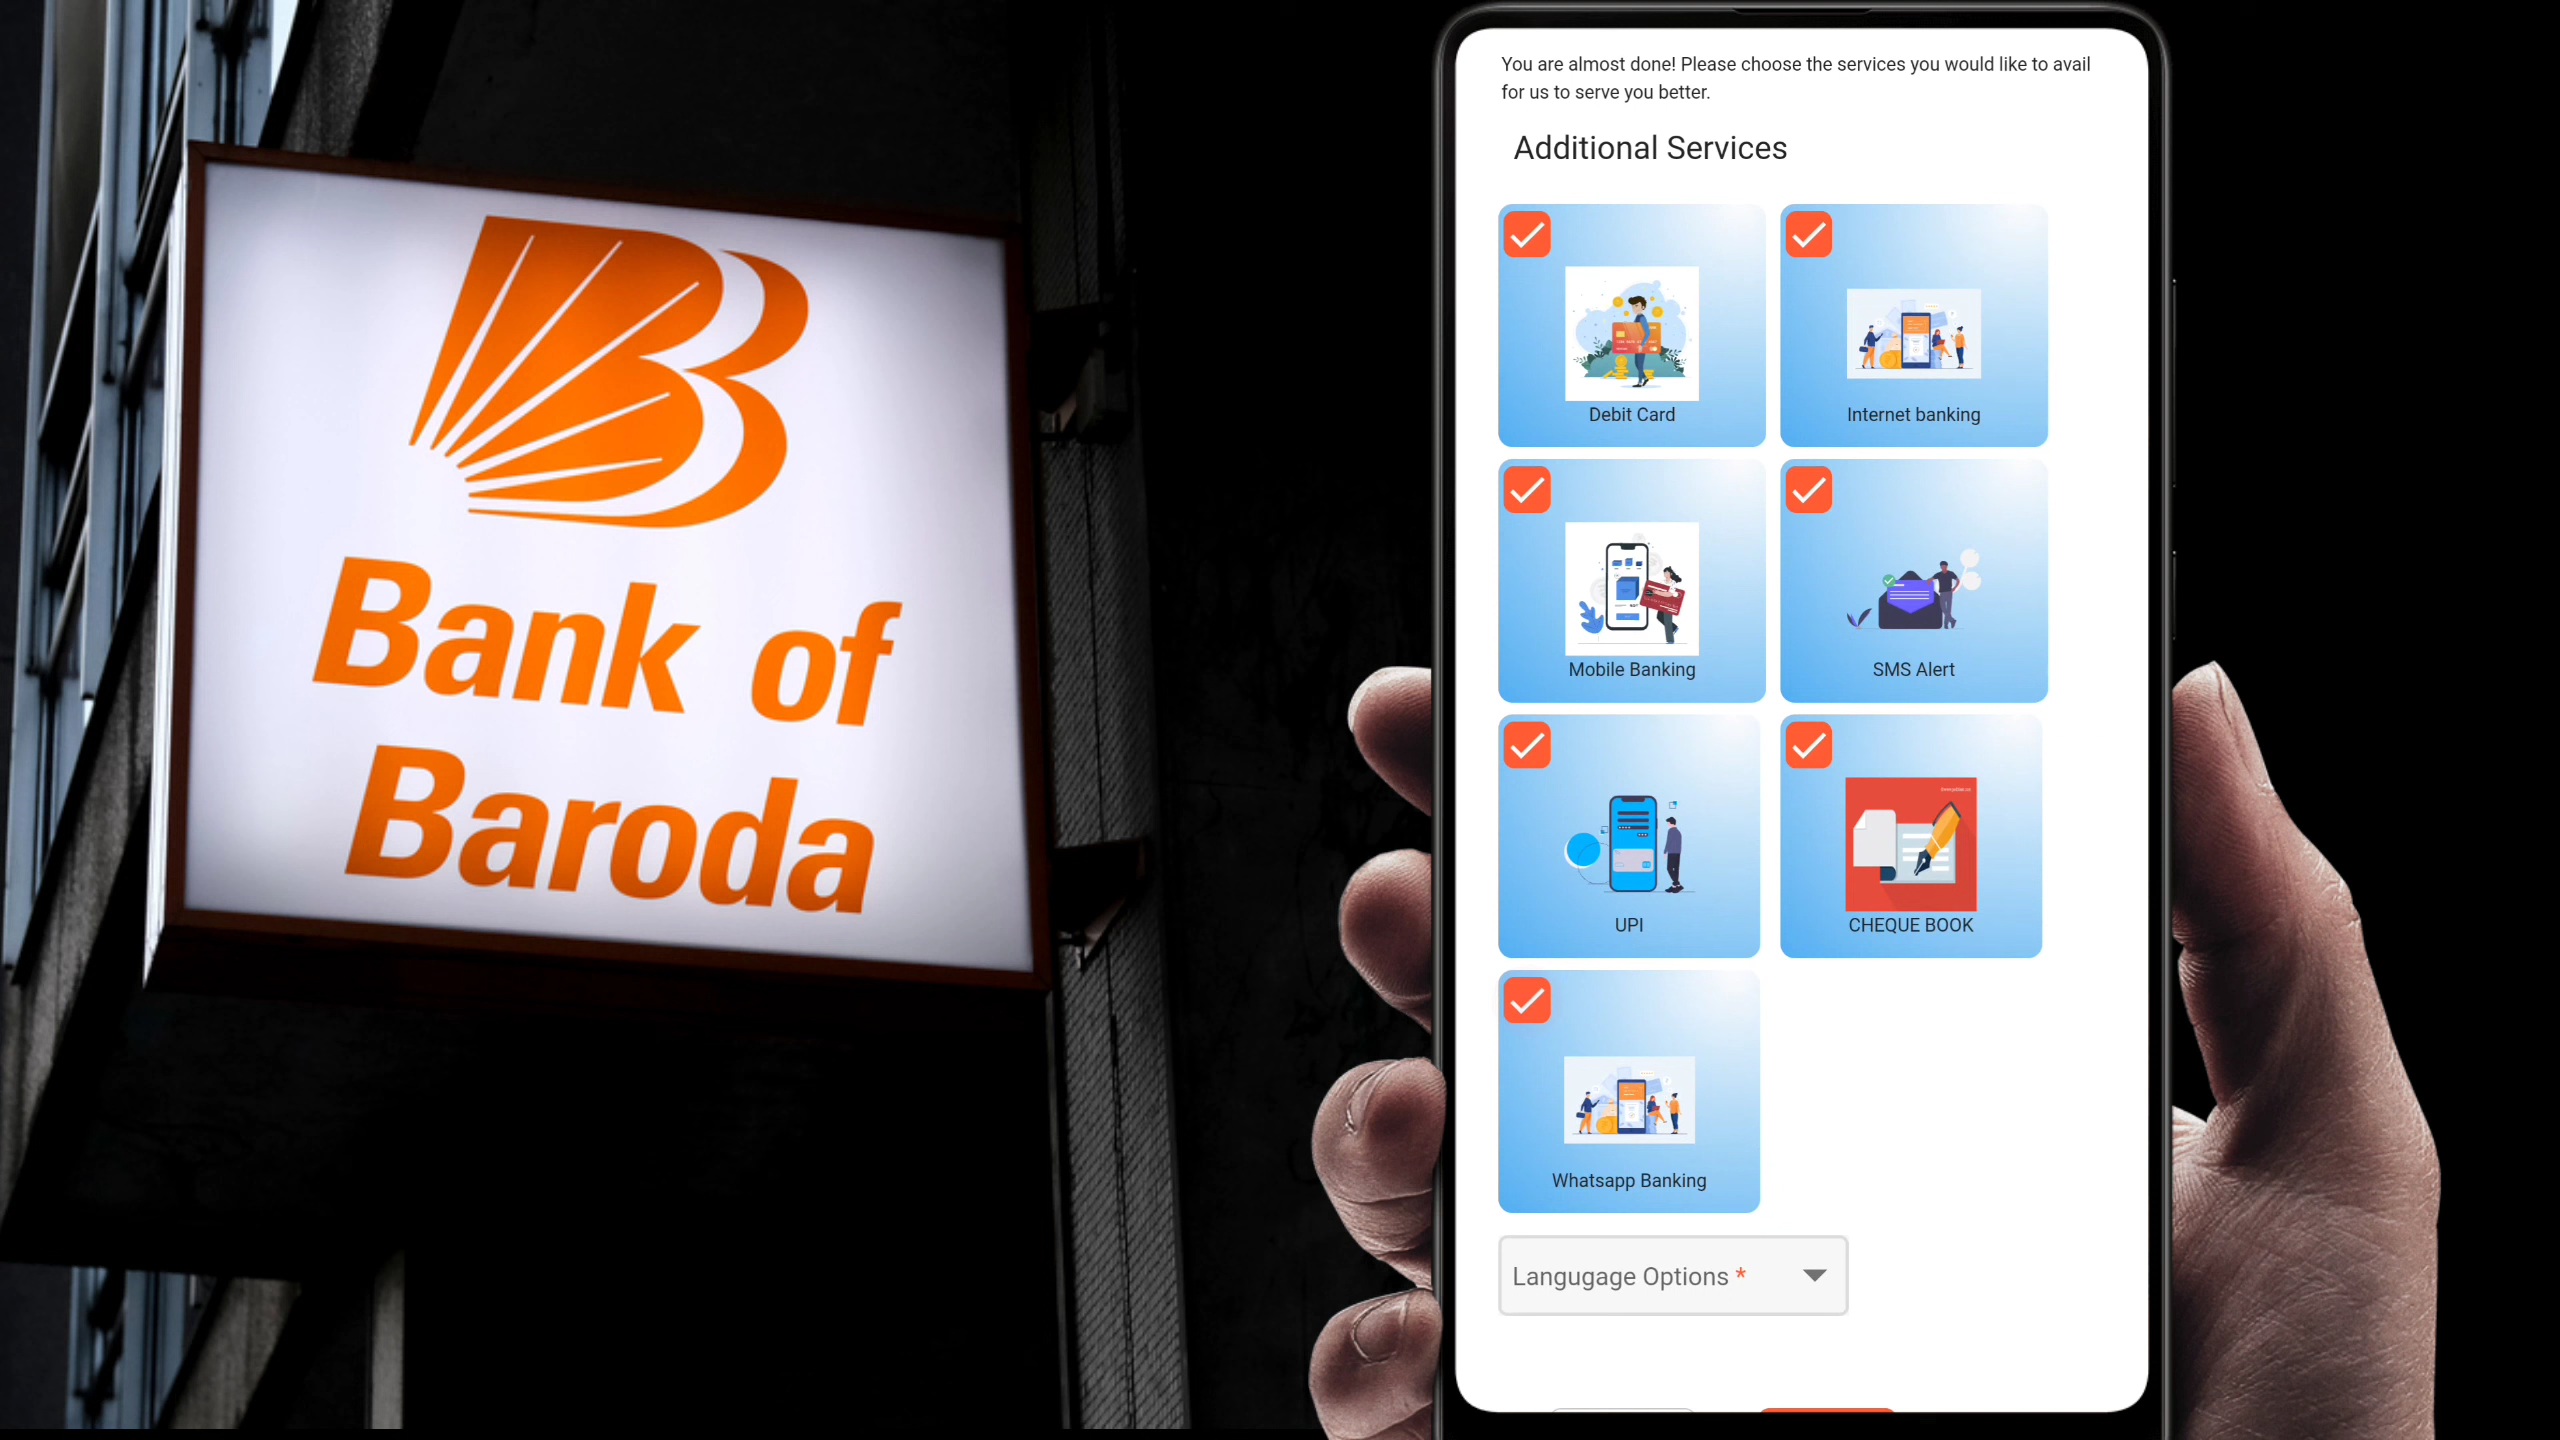 Bank of
Baroda
You are almost done! Please choose the services you would like to avail
for us to serve you better.
Additional Services
Debit Card
Internet banking
Mobile Banking
SMS Alert
UPI
CHEQUE BOOK
Whatsapp Banking
Langugage Options *